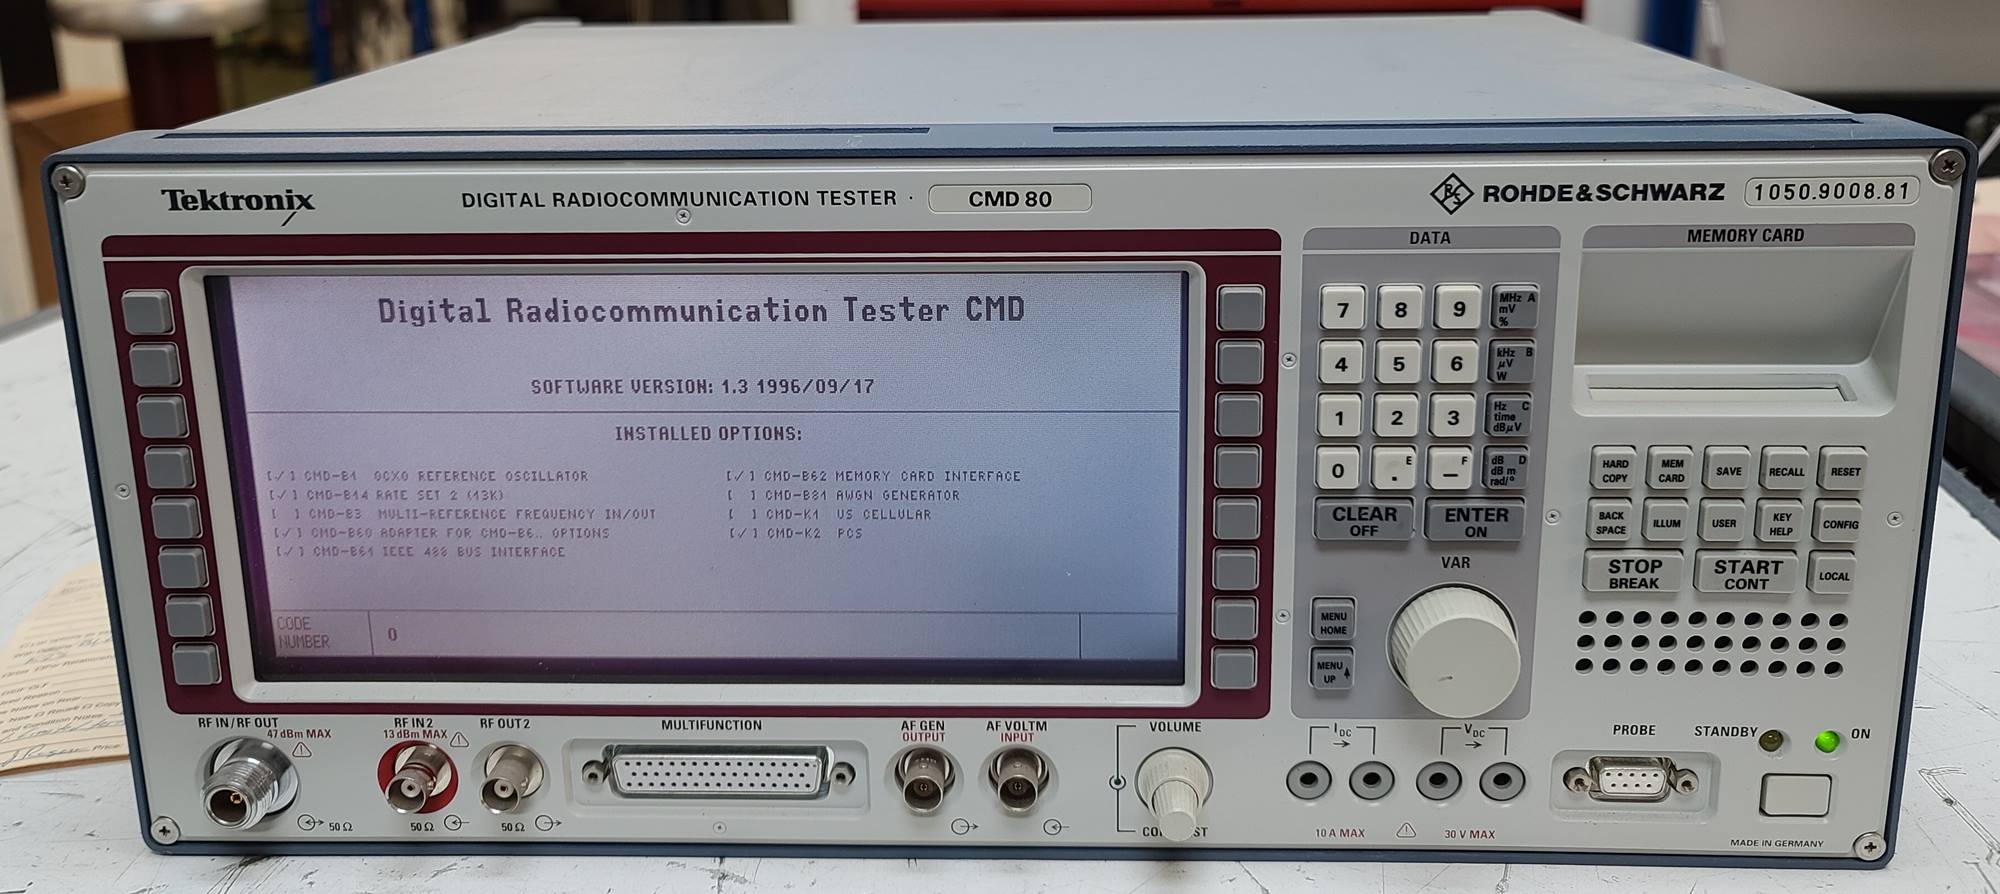 Tektronix
DIGITAL RADIOCOMMUNICATION TESTER · CMD 80
ROHDE & SCHWARZ 1050.9008.81
Digital Radiocommunication Tester CMD
SOFTWARE VERSION: 1.3 1996/09/17
INSTALLED OPTIONS:
[✓] CMD-B1 OCXO REFERENCE OSCILLATOR
[✓] CMD-B14 RATE SET 2 (13K)
[ ] CMD-B3 MULTI-REFERENCE FREQUENCY IN/OUT
[✓] CMD-B60 ADAPTER FOR CMD-B6.. OPTIONS
[✓] CMD-B61 IEEE 488 BUS INTERFACE
[✓] CMD-B62 MEMORY CARD INTERFACE
[ ] CMD-B81 AWGN GENERATOR
[ ] CMD-K1 US CELLULAR
[✓] CMD-K2 PCS
CODE
NUMBER
0
DATA
7 8 9 MHz A
mV
%
4 5 6 kHz B
µV
W
1 2 3 Hz C
time
dBµV
0 . E – F dB D
dB m
rad/°
CLEAR
OFF
ENTER
ON
VAR
MENU
HOME
MENU
UP
MEMORY CARD
HARD
COPY
MEM
CARD
SAVE
RECALL
RESET
BACK
SPACE
ILLUM
USER
KEY
HELP
CONFIG
STOP
BREAK
START
CONT
LOCAL
RF IN/RF OUT
47 dBm MAX
50 Ω
RF IN 2
13 dBm MAX
50 Ω
RF OUT 2
50 Ω
MULTIFUNCTION
AF GEN
OUTPUT
AF VOLTM
INPUT
VOLUME
IDC
VDC
10 A MAX
30 V MAX
PROBE
STANDBY
ON
MADE IN GERMANY